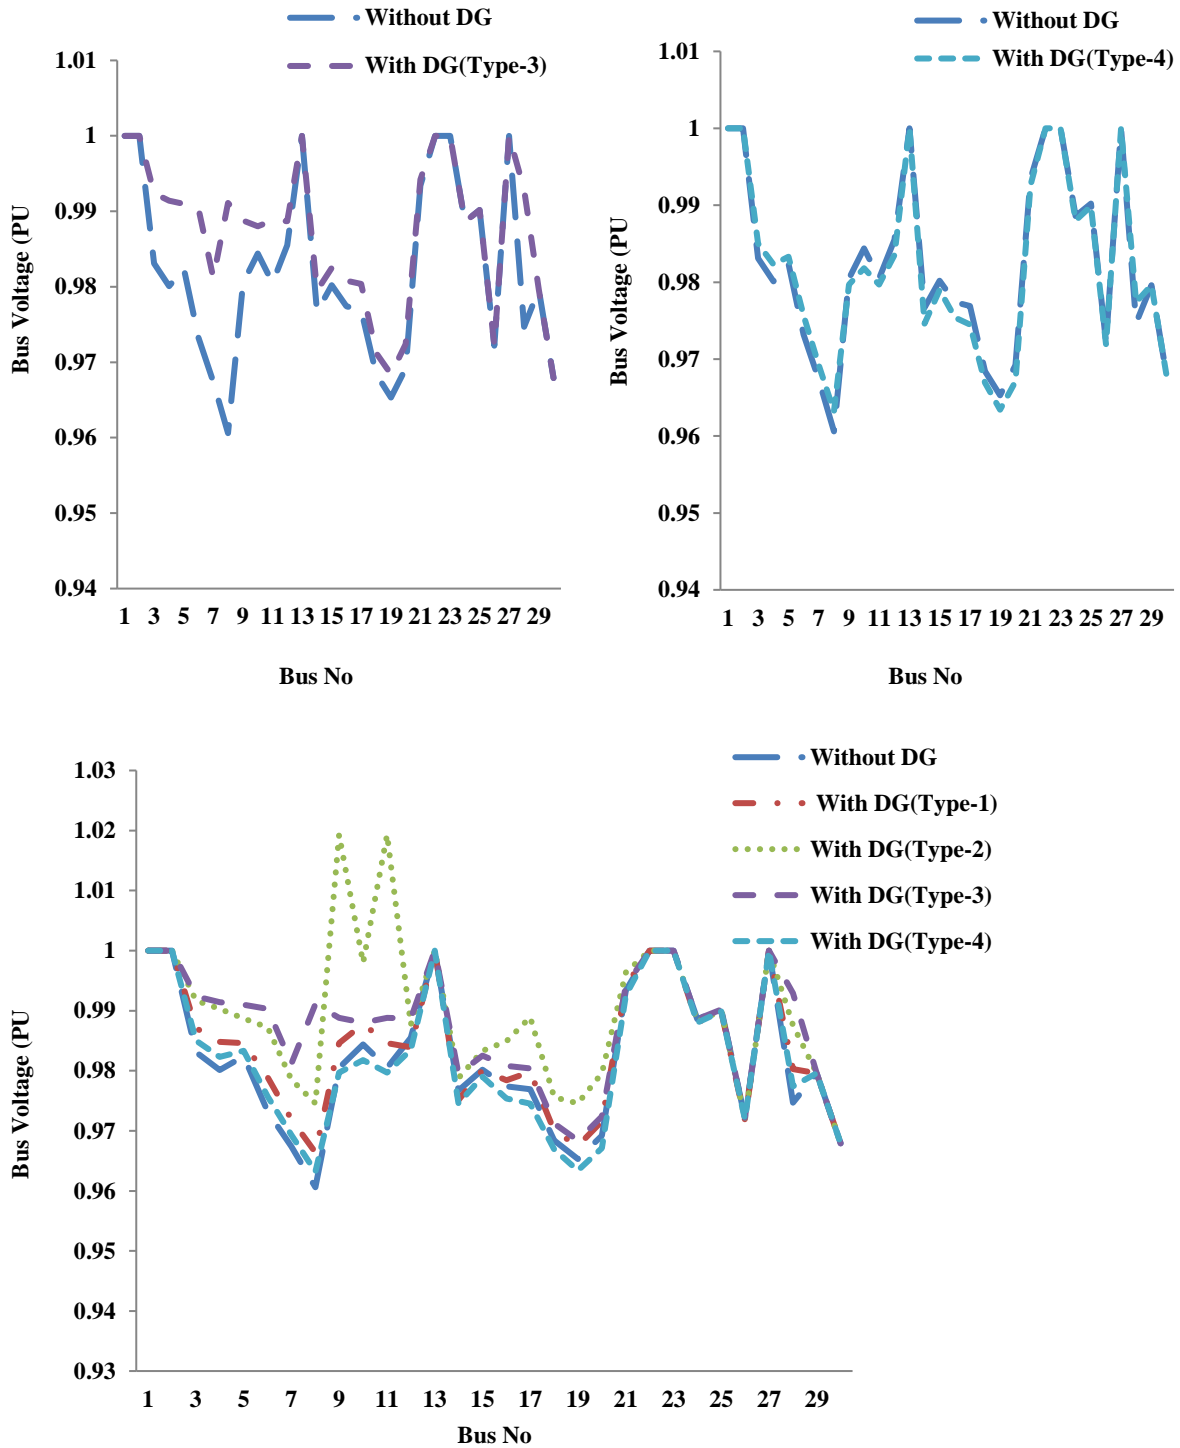 Without DG
With DG(Type-3)
1.01
1
0.99
0.98
0.97
0.96
0.95
0.94
Bus Voltage (PU
1 3 5 7 9 11 13 15 17 19 21 23 25 27 29
Bus No
Without DG
With DG(Type-4)
1.01
1
0.99
0.98
0.97
0.96
0.95
0.94
Bus Voltage (PU
1 3 5 7 9 11 13 15 17 19 21 23 25 27 29
Bus No
Without DG
With DG(Type-1)
With DG(Type-2)
With DG(Type-3)
With DG(Type-4)
1.03
1.02
1.01
1
0.99
0.98
0.97
0.96
0.95
0.94
0.93
Bus Voltage (PU
1 3 5 7 9 11 13 15 17 19 21 23 25 27 29
Bus No